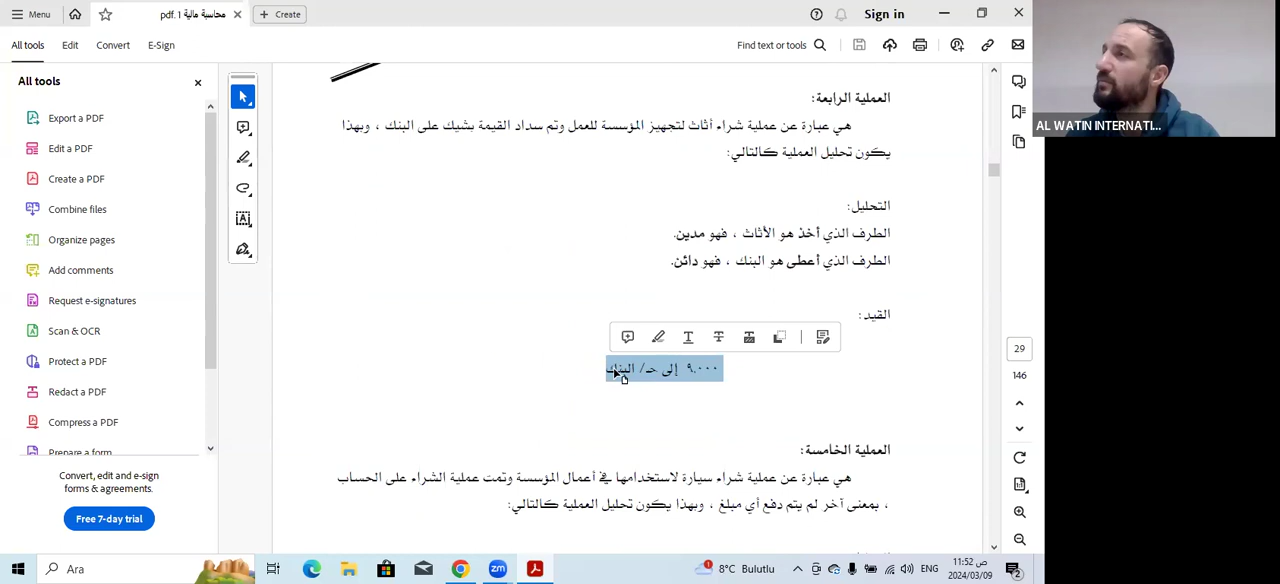 Menu
محاسبة مالية 1.pdf
Create
Sign in
All tools
Edit
Convert
E-Sign
Find text or tools
All tools
Export a PDF
Edit a PDF
Create a PDF
Combine files
Organize pages
Add comments
Request e-signatures
Scan & OCR
Protect a PDF
Redact a PDF
Compress a PDF
Prepare a form
Convert, edit and e-sign
forms & agreements.
Free 7-day trial
العملية الرابعة:
هي عبارة عن عملية شراء أثاث لتجهيز المؤسسة للعمل وتم سداد القيمة بشيك على البنك ، وبهذا
يكون تحليل العملية كالتالي:
التحليل:
الطرف الذي أخذ هو الأثاث ، فهو مدين.
الطرف الذي أعطى هو البنك ، فهو دائن.
القيد:
٩,٠٠٠ إلى حـ/ البنك
العملية الخامسة:
هي عبارة عن عملية شراء سيارة لاستخدامها في أعمال المؤسسة وتمت عملية الشراء على الحساب
، بمعنى آخر لم يتم دفع أي مبلغ ، وبهذا يكون تحليل العملية كالتالي:
29
146
AL WATIN INTERNATI...
Ara
zm
1
8°C Bulutlu
ENG
11:52 ص
2024/03/09
2